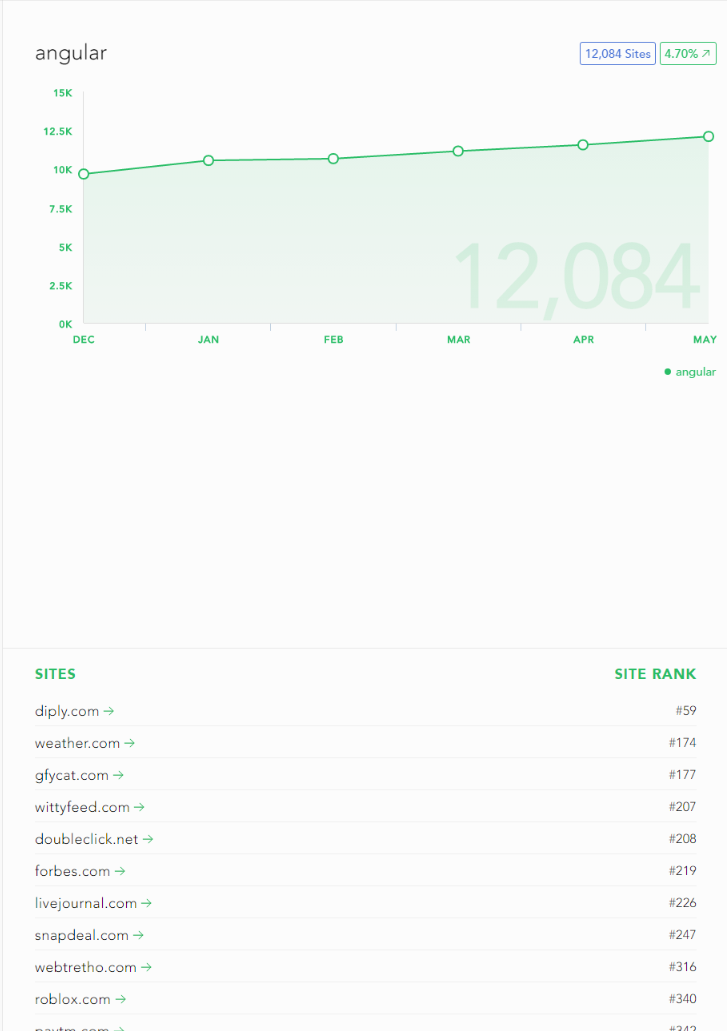 angular
12,084 Sites
4.70% ↗
15K
12.5K
10K
7.5K
5K
2.5K
0K
12,084
DEC JAN FEB MAR APR MAY
angular
SITES SITE RANK
diply.com → #59
weather.com → #174
gfycat.com → #177
wittyfeed.com → #207
doubleclick.net → #208
forbes.com → #219
livejournal.com → #226
snapdeal.com → #247
webtretho.com → #316
roblox.com → #340
paytm.com → #342